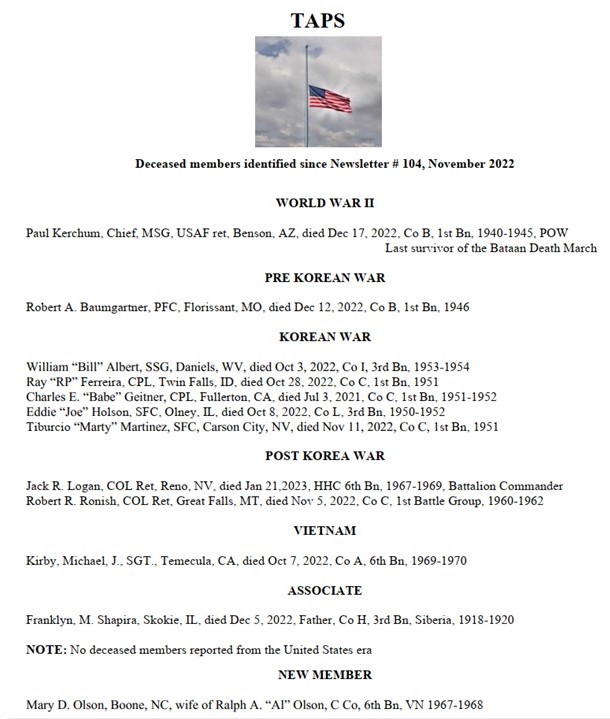 TAPS
Deceased members identified since Newsletter # 104, November 2022
WORLD WAR II
Paul Kerchum, Chief, MSG, USAF ret, Benson, AZ, died Dec 17, 2022, Co B, 1st Bn, 1940-1945, POW
Last survivor of the Bataan Death March
PRE KOREAN WAR
Robert A. Baumgartner, PFC, Florissant, MO, died Dec 12, 2022, Co B, 1st Bn, 1946
KOREAN WAR
William “Bill” Albert, SSG, Daniels, WV, died Oct 3, 2022, Co I, 3rd Bn, 1953-1954
Ray “RP” Ferreira, CPL, Twin Falls, ID, died Oct 28, 2022, Co C, 1st Bn, 1951
Charles E. “Babe” Geitner, CPL, Fullerton, CA, died Jul 3, 2021, Co C, 1st Bn, 1951-1952
Eddie “Joe” Holson, SFC, Olney, IL, died Oct 8, 2022, Co L, 3rd Bn, 1950-1952
Tiburcio “Marty” Martinez, SFC, Carson City, NV, died Nov 11, 2022, Co C, 1st Bn, 1951
POST KOREA WAR
Jack R. Logan, COL Ret, Reno, NV, died Jan 21,2023, HHC 6th Bn, 1967-1969, Battalion Commander
Robert R. Ronish, COL Ret, Great Falls, MT, died Nov 5, 2022, Co C, 1st Battle Group, 1960-1962
VIETNAM
Kirby, Michael, J., SGT., Temecula, CA, died Oct 7, 2022, Co A, 6th Bn, 1969-1970
ASSOCIATE
Franklyn, M. Shapira, Skokie, IL, died Dec 5, 2022, Father, Co H, 3rd Bn, Siberia, 1918-1920
NOTE: No deceased members reported from the United States era
NEW MEMBER
Mary D. Olson, Boone, NC, wife of Ralph A. “Al” Olson, C Co, 6th Bn, VN 1967-1968